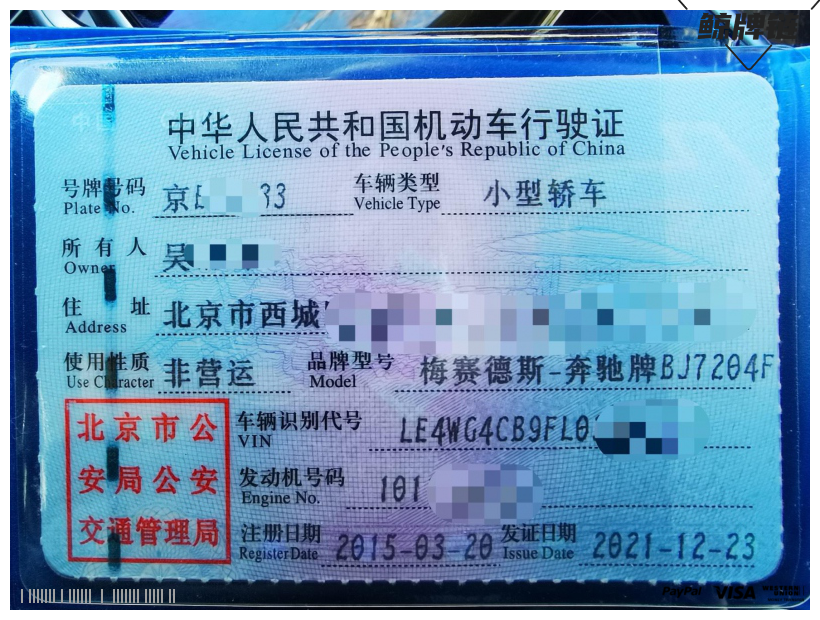 鲸牌
中华人民共和国机动车行驶证
Vehicle License of the People's Republic of China
号牌号码 京 33 车辆类型 小型轿车
Plate No. Vehicle Type
所有人 吴
Owner
住址 北京市西城
Address
使用性质 非营运 品牌型号 梅赛德斯-奔驰牌BJ7204F
Use Character Model
北京市公 车辆识别代号 LE4WG4CB9FL0
VIN
安局公安 发动机号码 101
Engine No.
交通管理局 注册日期 2015-03-20 发证日期 2021-12-23
Register Date Issue Date
PayPal VISA